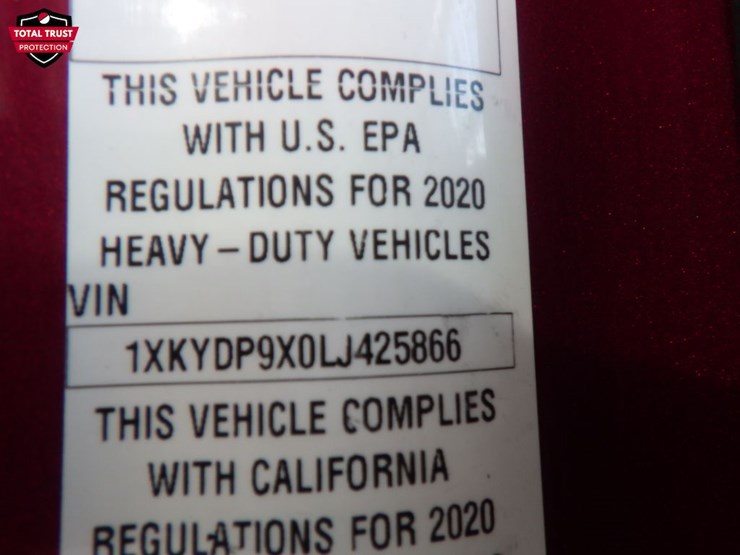 TOTAL TRUST
PROTECTION
THIS VEHICLE COMPLIES
WITH U.S. EPA
REGULATIONS FOR 2020
HEAVY-DUTY VEHICLES
VIN
1XKYDP9X0LJ425866
THIS VEHICLE COMPLIES
WITH CALIFORNIA
REGULATIONS FOR 2020